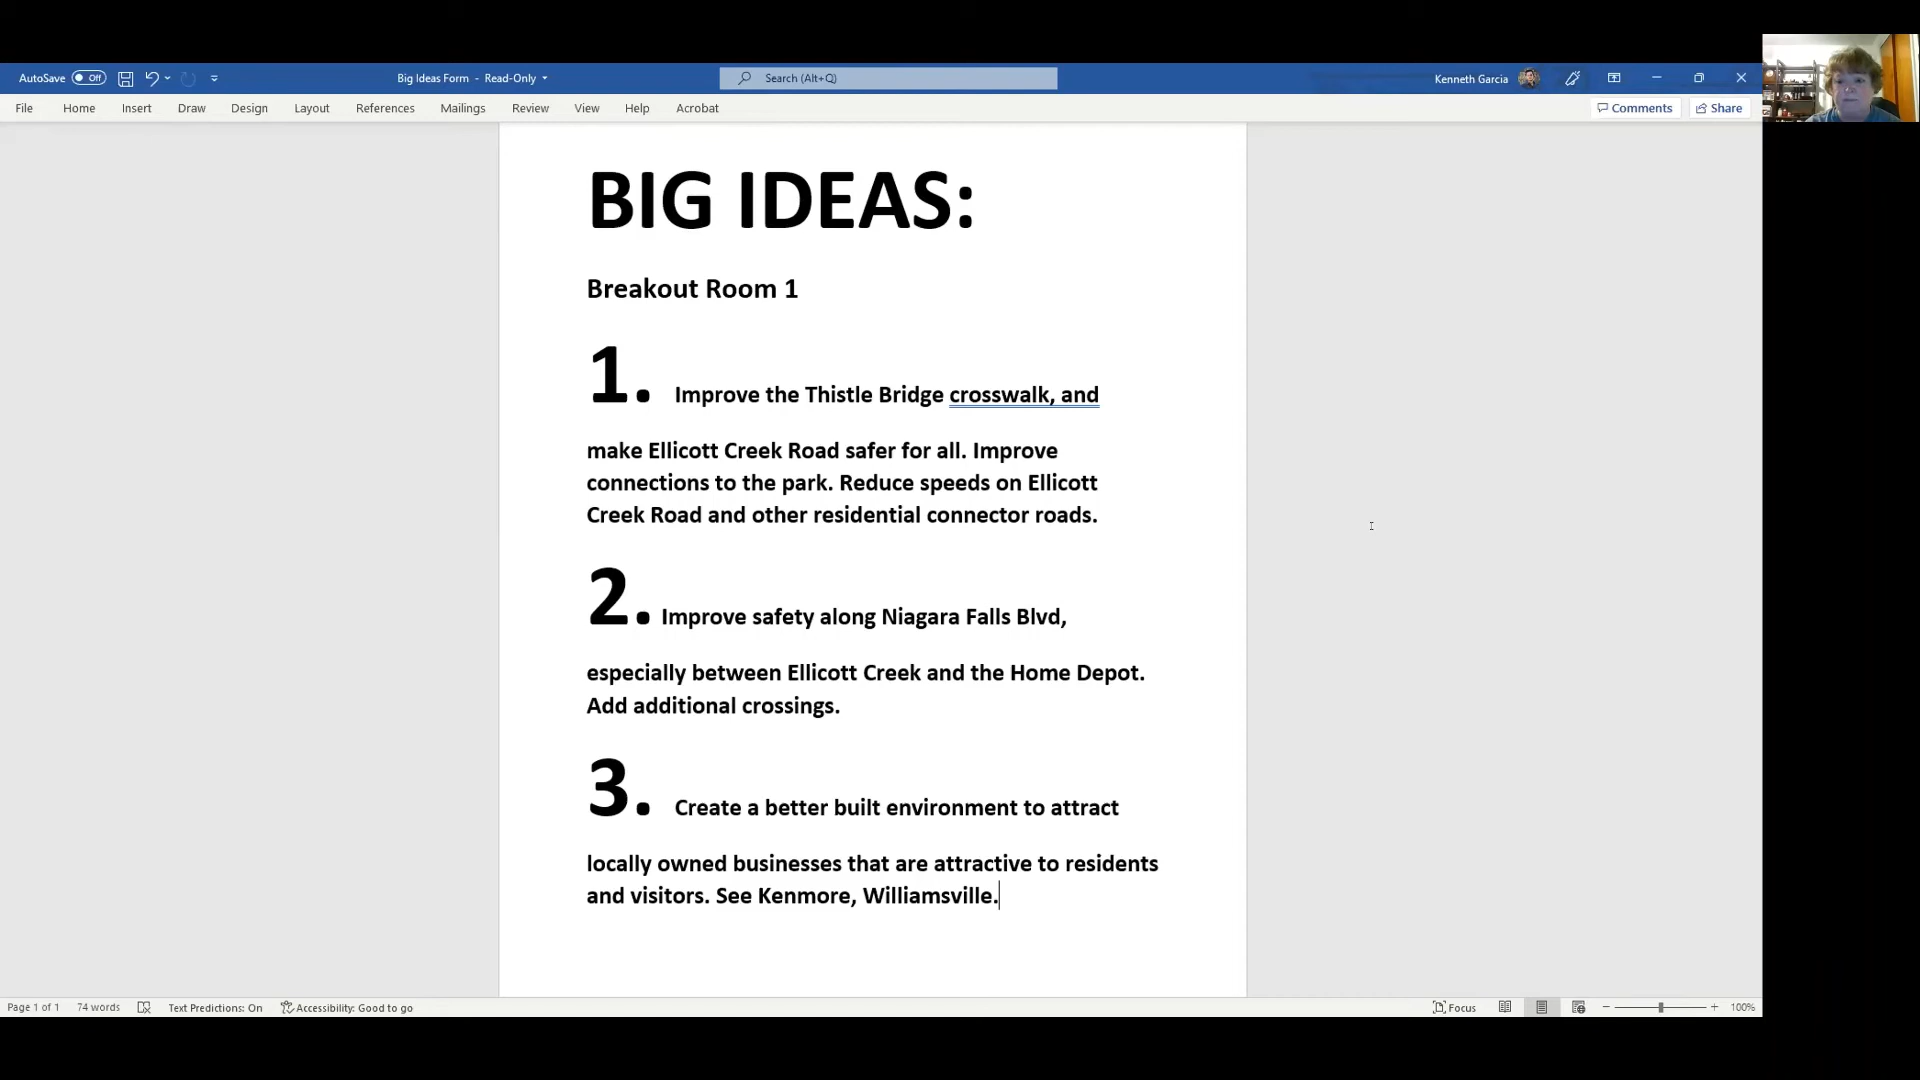 AutoSave Off Big Ideas Form - Read-Only Search (Alt+Q) Kenneth Garcia
File Home Insert Draw Design Layout References Mailings Review View Help Acrobat Comments Share
BIG IDEAS:
Breakout Room 1
1. Improve the Thistle Bridge crosswalk, and
make Ellicott Creek Road safer for all. Improve
connections to the park. Reduce speeds on Ellicott
Creek Road and other residential connector roads.
2. Improve safety along Niagara Falls Blvd,
especially between Ellicott Creek and the Home Depot.
Add additional crossings.
3. Create a better built environment to attract
locally owned businesses that are attractive to residents
and visitors. See Kenmore, Williamsville.
Page 1 of 1 74 words Text Predictions: On Accessibility: Good to go Focus 100%